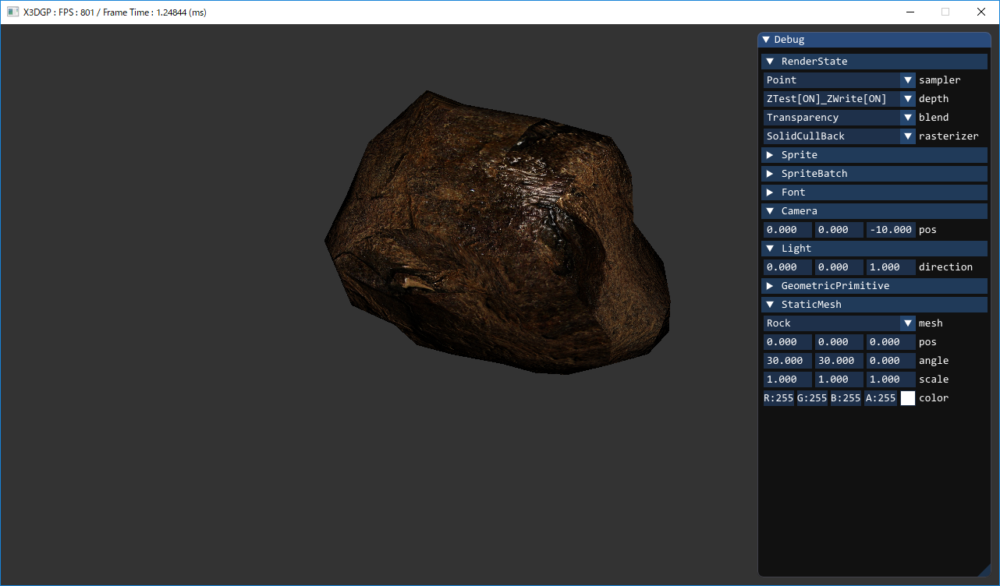 X3DGP : FPS : 801 / Frame Time : 1.24844 (ms)
Debug
RenderState
Point sampler
ZTest[ON]_ZWrite[ON] depth
Transparency blend
SolidCullBack rasterizer
Sprite
SpriteBatch
Font
Camera
0.000 0.000 -10.000 pos
Light
0.000 0.000 1.000 direction
GeometricPrimitive
StaticMesh
Rock mesh
0.000 0.000 0.000 pos
30.000 30.000 0.000 angle
1.000 1.000 1.000 scale
R:255 G:255 B:255 A:255 color